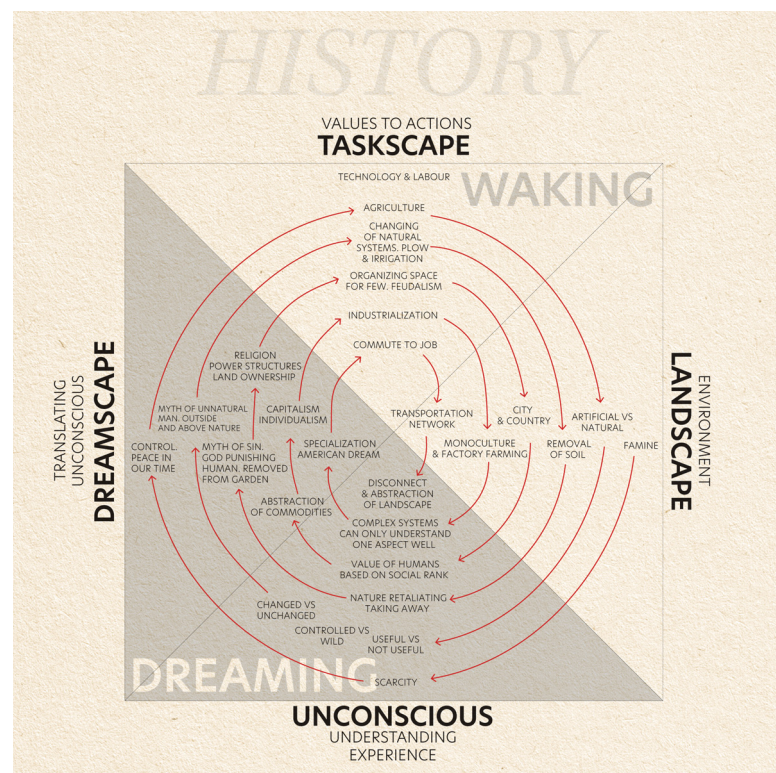 HISTORY
VALUES TO ACTIONS
TASKSCAPE
TECHNOLOGY & LABOUR
WAKING
AGRICULTURE
CHANGING
OF NATURAL
SYSTEMS. PLOW
& IRRIGATION
ORGANIZING SPACE
FOR FEW. FEUDALISM
INDUSTRIALIZATION
COMMUTE TO JOB
RELIGION
POWER STRUCTURES
LAND OWNERSHIP
MYTH OF UNNATURAL
MAN. OUTSIDE
AND ABOVE NATURE
CAPITALISM
INDIVIDUALISM
TRANSPORTATION
NETWORK
CITY
& COUNTRY
ARTIFICIAL VS
NATURAL
CONTROL.
PEACE IN
OUR TIME
MYTH OF SIN.
GOD PUNISHING
HUMAN. REMOVED
FROM GARDEN
SPECIALIZATION
AMERICAN DREAM
MONOCULTURE
& FACTORY FARMING
REMOVAL
OF SOIL
FAMINE
TRANSLATING
UNCONSCIOUS
DREAMSCAPE
LANDSCAPE
ENVIRONMENT
DISCONNECT
& ABSTRACTION
OF LANDSCAPE
ABSTRACTION
OF COMMODITIES
COMPLEX SYSTEMS
CAN ONLY UNDERSTAND
ONE ASPECT WELL
VALUE OF HUMANS
BASED ON SOCIAL RANK
NATURE RETALIATING
TAKING AWAY
CHANGED VS
UNCHANGED
CONTROLLED VS
WILD
USEFUL VS
NOT USEFUL
DREAMING
SCARCITY
UNCONSCIOUS
UNDERSTANDING
EXPERIENCE